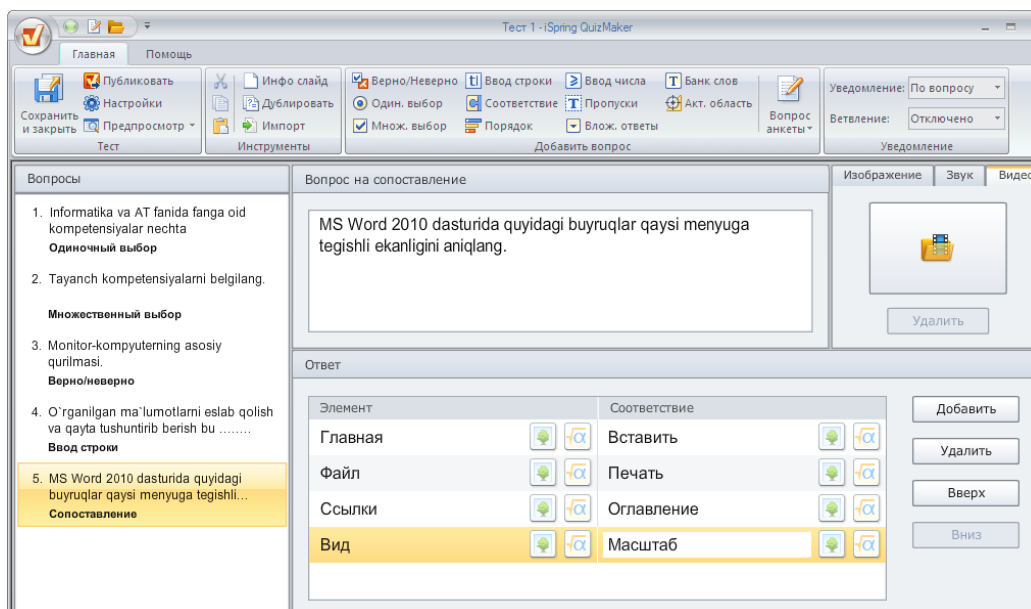 Тест 1 - iSpring QuizMaker
Главная Помощь
Сохранить и закрыть
Публиковать
Настройки
Предпросмотр
Тест
Инфо слайд
Дублировать
Импорт
Инструменты
Верно/Неверно Ввод строки Ввод числа Банк слов
Один. выбор Соответствие Пропуски Акт. область
Множ. выбор Порядок Влож. ответы
Вопрос анкеты
Добавить вопрос
Уведомление: По вопросу
Ветвление: Отключено
Уведомление
Вопросы
1. Informatika va AT fanida fanga oid
kompetensiyalar nechta
Одиночный выбор
2. Tayanch kompetensiyalarni belgilang.
Множественный выбор
3. Monitor-kompyuterning asosiy
qurilmasi.
Верно/неверно
4. O`rganilgan ma`lumotlarni eslab qolish
va qayta tushuntirib berish bu ........
Ввод строки
5. MS Word 2010 dasturida quyidagi
buyruqlar qaysi menyuga tegishli...
Сопоставление
Вопрос на сопоставление
MS Word 2010 dasturida quyidagi buyruqlar qaysi menyuga
tegishli ekanligini aniqlang.
Изображение Звук Видео
Удалить
Ответ
Элемент Соответствие
Главная Вставить
Файл Печать
Ссылки Оглавление
Вид Масштаб
Добавить
Удалить
Вверх
Вниз